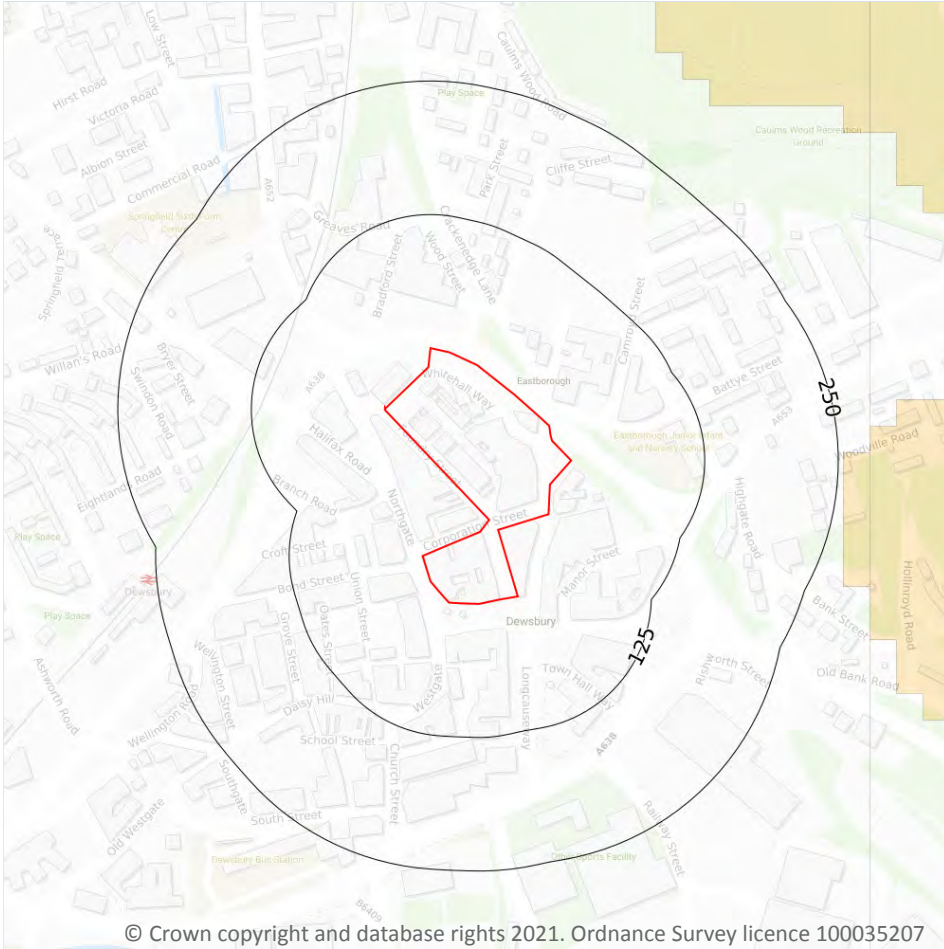 Low Street
Caulms Wood Road
Hirst Road
Victoria Road
Play Space
Caulms Wood Recreation
Ground
Albion Street
Park Street
Cliffe Street
Commercial Road
A652
Springfield Terrace
Greaves Road
Crackenedge Lane
Wood Street
Bradford Street
Camroyd Street
Willan's Road
Bryer Street
Swindon Road
A638
Whitehall Way
Eastborough
Battye Street
250
A653
Woodville Road
Halifax Road
Eastborough Junior Infant
and Nursery School
Eightlands Road
Branch Road
Northgate
Corporation Street
Highgate Road
Play Space
Croft Street
Manor Street
Hollinroyd Road
Dewsbury
Bond Street
Union Street
Oates Street
Grove Street
Bank Street
Play Space
Dewsbury
125
Ashworth Road
Wellington Street
Westgate
Longcauseway
Town Hall Way
Rishworth Street
Old Bank Road
Daisy Hill
Wellington Road
School Street
A638
Church Street
Southgate
South Street
Old Westgate
Railway Street
Dewsbury Bus Station
Other Sports Facility
B6409
© Crown copyright and database rights 2021. Ordnance Survey licence 100035207